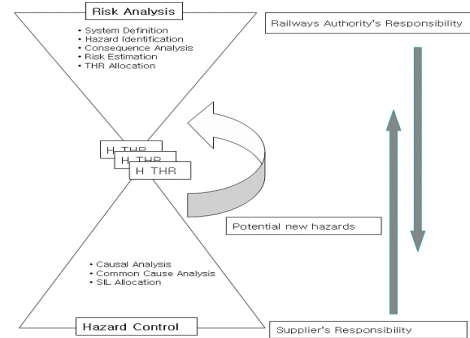 Risk Analysis
Railways Authority's Responsibility
• System Definition
• Hazard Identification
• Consequence Analysis
• Risk Estimation
• THR Allocation
H THR
H THR
H THR
Potential new hazards
• Causal Analysis
• Common Cause Analysis
• SIL Allocation
Hazard Control
Supplier's Responsibility